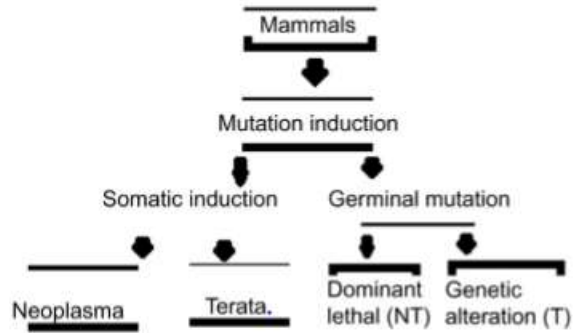 Mammals
Mutation induction
Somatic induction
Germinal mutation
Neoplasma
Terata.
Dominant
lethal (NT)
Genetic
alteration (T)